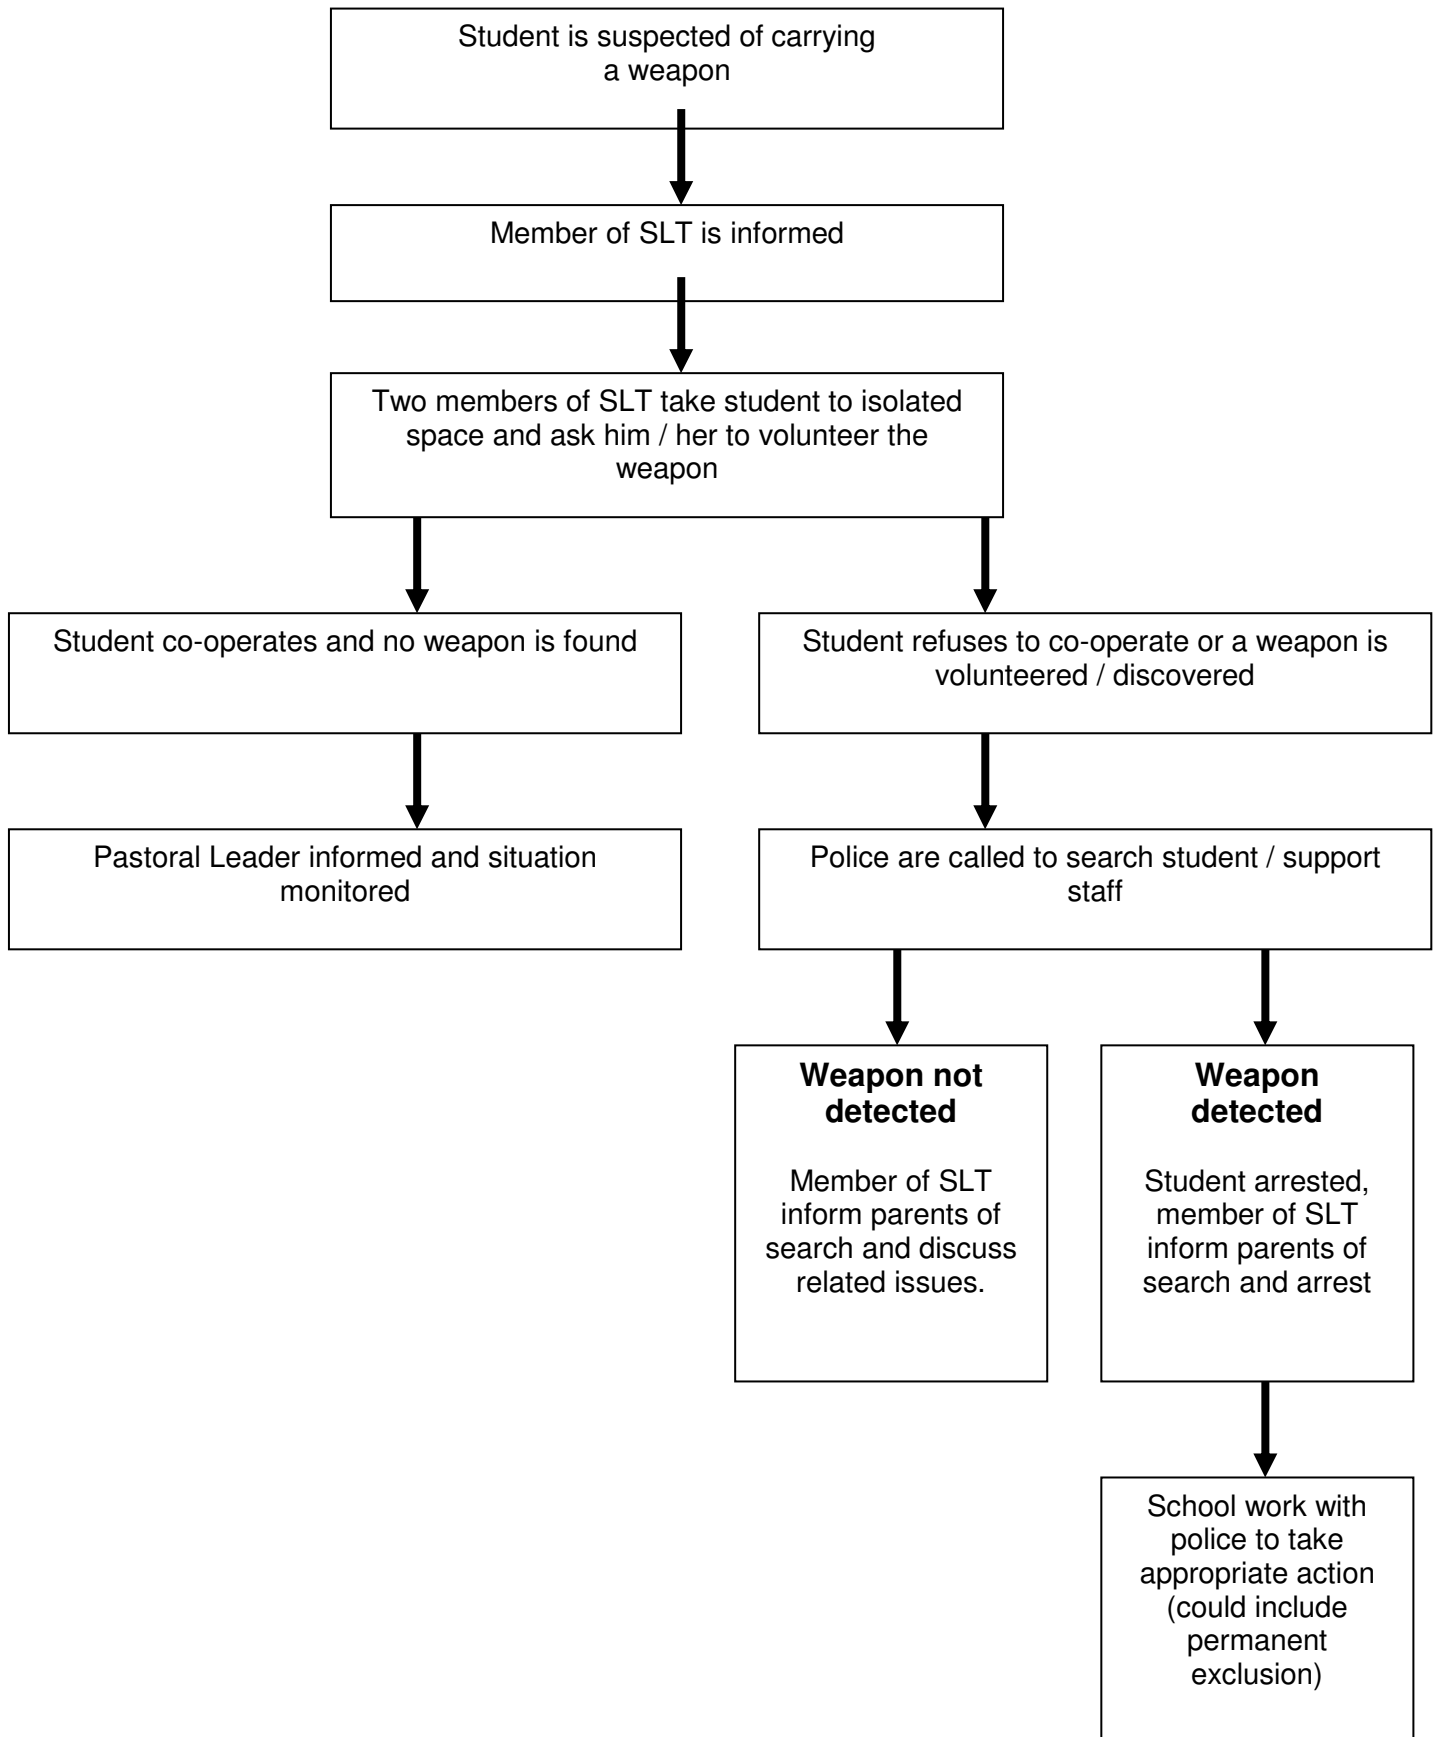 Student is suspected of carrying
a weapon
Member of SLT is informed
Two members of SLT take student to isolated
space and ask him / her to volunteer the
weapon
Student co-operates and no weapon is found
Student refuses to co-operate or a weapon is
volunteered / discovered
Pastoral Leader informed and situation
monitored
Police are called to search student / support
staff
Weapon not
detected
Member of SLT
inform parents of
search and discuss
related issues.
Weapon
detected
Student arrested,
member of SLT
inform parents of
search and arrest
School work with
police to take
appropriate action
(could include
permanent
exclusion)